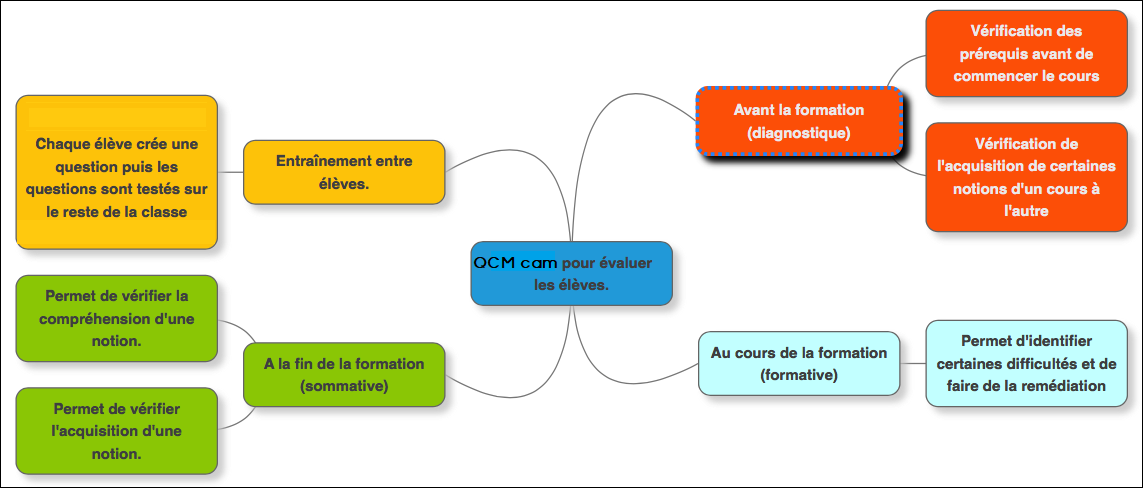 QCM cam pour évaluer
les élèves.
Avant la formation
(diagnostique)
Vérification des
prérequis avant de
commencer le cours
Vérification de
l'acquisition de certaines
notions d'un cours à
l'autre
Au cours de la formation
(formative)
Permet d'identifier
certaines difficultés et de
faire de la remédiation
A la fin de la formation
(sommative)
Permet de vérifier la
compréhension d'une
notion.
Permet de vérifier
l'acquisition d'une
notion.
Entraînement entre
élèves.
Chaque élève crée une
question puis les
questions sont testés sur
le reste de la classe